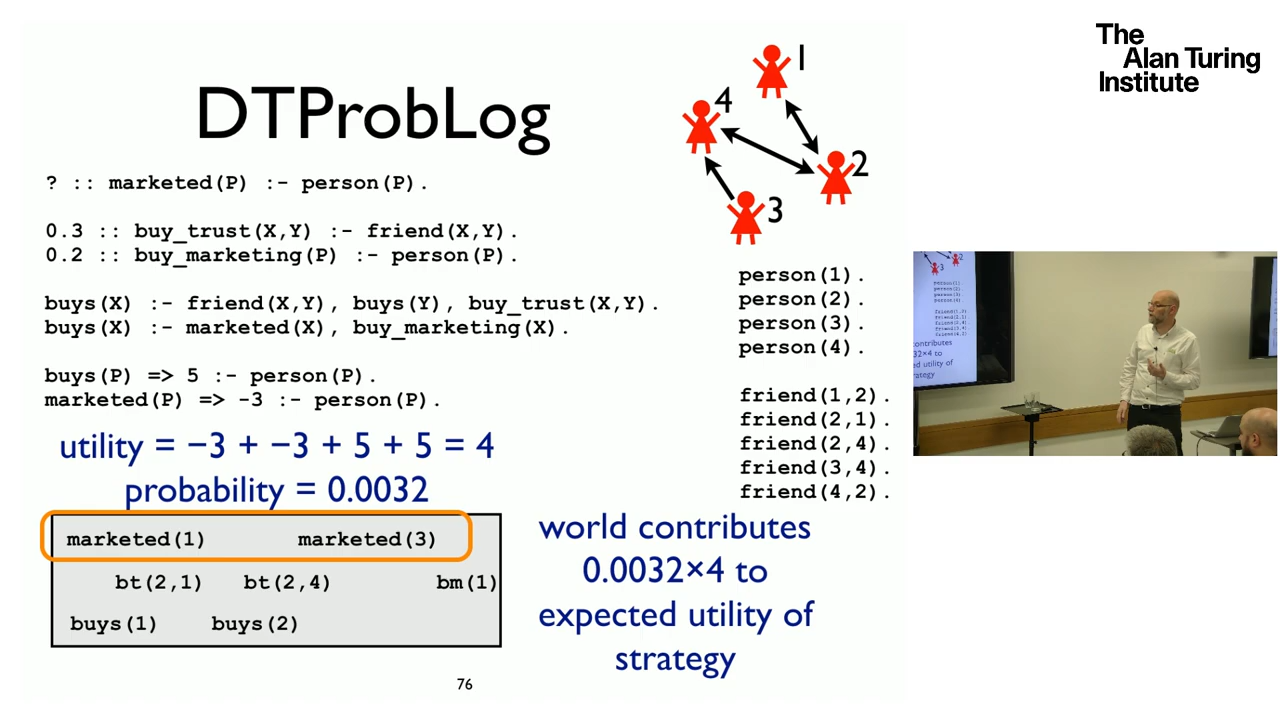 The
Alan Turing
Institute
DTProbLog
1
4
2
3
? :: marketed(P) :- person(P).
0.3 :: buy_trust(X,Y) :- friend(X,Y).
0.2 :: buy_marketing(P) :- person(P).
buys(X) :- friend(X,Y), buys(Y), buy_trust(X,Y).
buys(X) :- marketed(X), buy_marketing(X).
buys(P) => 5 :- person(P).
marketed(P) => -3 :- person(P).
person(1).
person(2).
person(3).
person(4).
friend(1,2).
friend(2,1).
friend(2,4).
friend(3,4).
friend(4,2).
utility = −3 + −3 + 5 + 5 = 4
probability = 0.0032
marketed(1) marketed(3)
bt(2,1) bt(2,4) bm(1)
buys(1) buys(2)
world contributes
0.0032×4 to
expected utility of
strategy
76